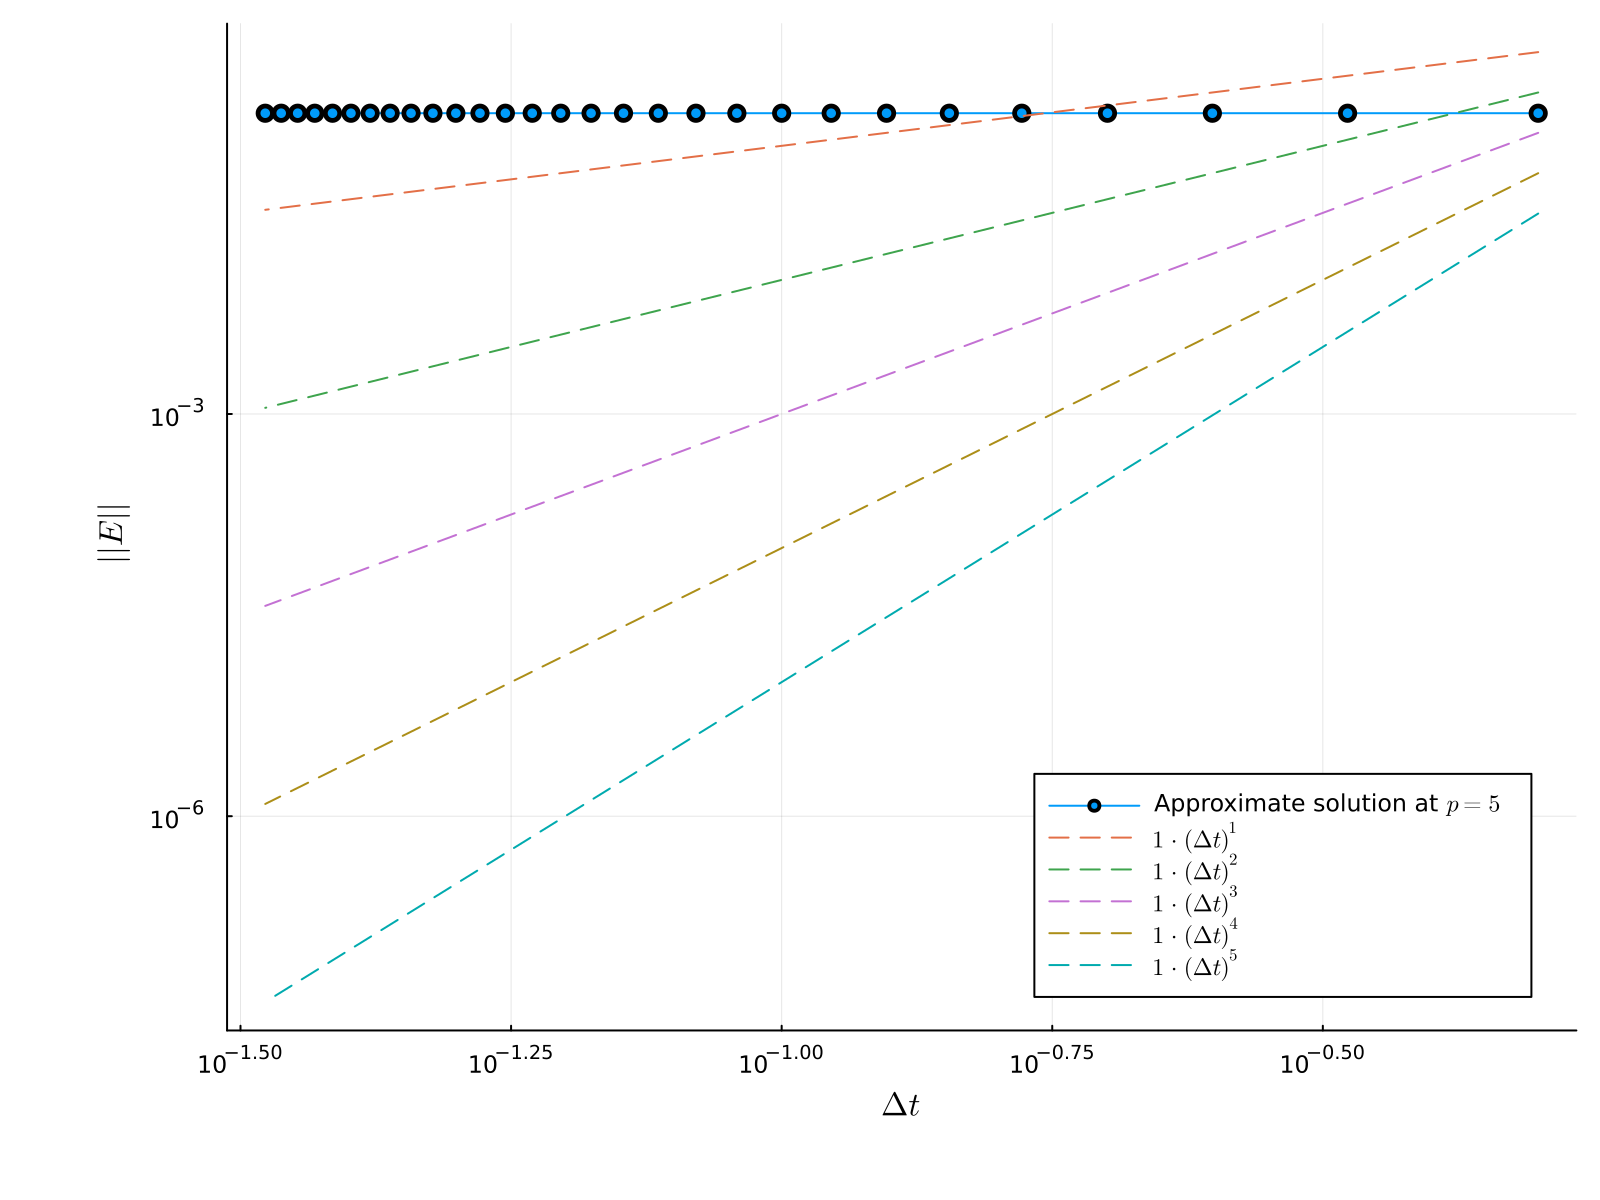 ||E||
10⁻³
10⁻⁶
10⁻¹·⁵⁰ 10⁻¹·²⁵ 10⁻¹·⁰⁰ 10⁻⁰·⁷⁵ 10⁻⁰·⁵⁰
Δt
Approximate solution at p = 5
1 · (Δt)¹
1 · (Δt)²
1 · (Δt)³
1 · (Δt)⁴
1 · (Δt)⁵